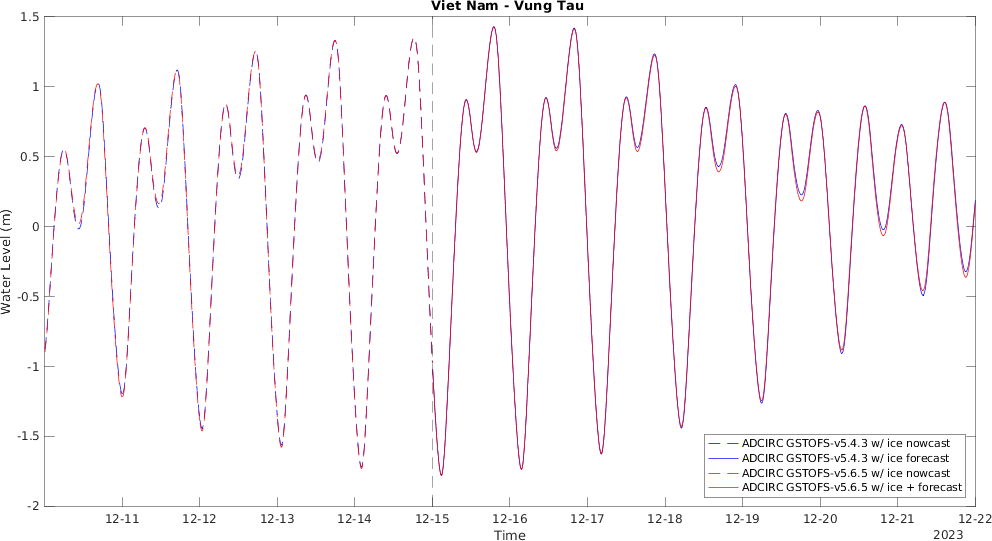 Viet Nam - Vung Tau
1.5
1
0.5
0
-0.5
-1
-1.5
-2
Water Level (m)
ADCIRC GSTOFS-v5.4.3 w/ ice nowcast
ADCIRC GSTOFS-v5.4.3 w/ ice forecast
ADCIRC GSTOFS-v5.6.5 w/ ice nowcast
ADCIRC GSTOFS-v5.6.5 w/ ice + forecast
12-11 12-12 12-13 12-14 12-15 12-16 12-17 12-18 12-19 12-20 12-21 12-22
Time
2023